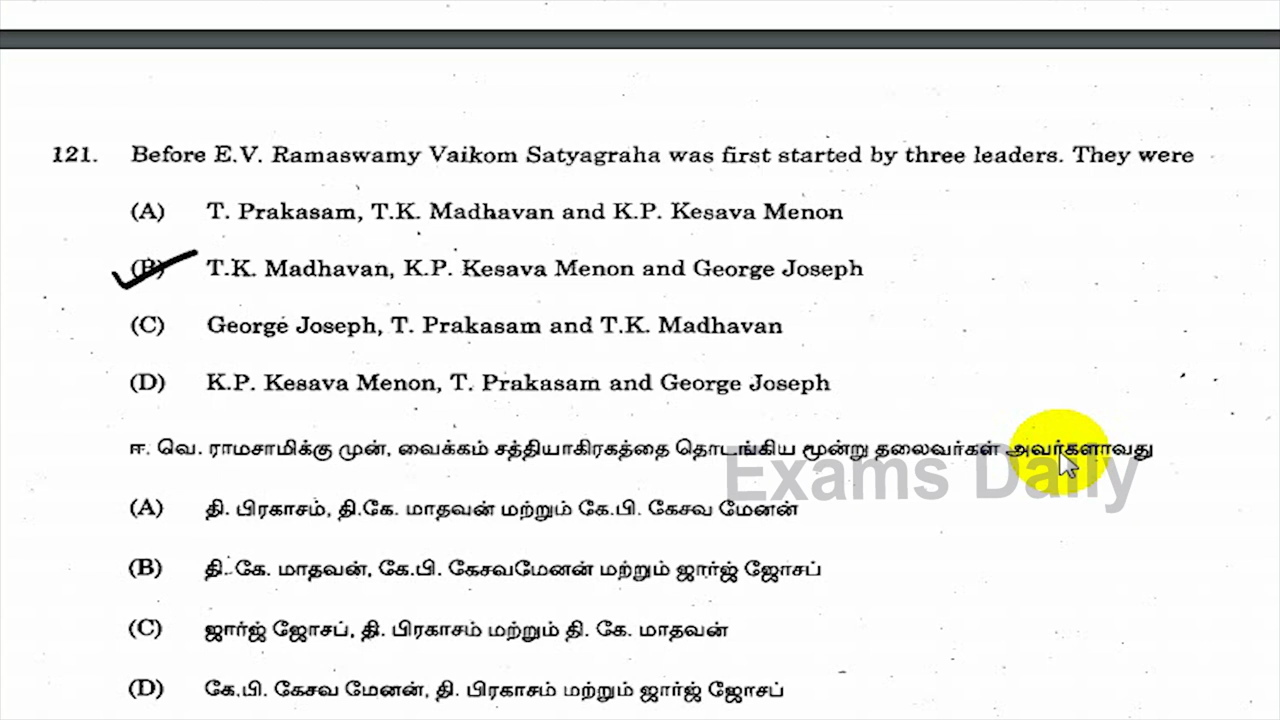 121. Before E.V. Ramaswamy Vaikom Satyagraha was first started by three leaders. They were
(A) T. Prakasam, T.K. Madhavan and K.P. Kesava Menon
(B) T.K. Madhavan, K.P. Kesava Menon and George Joseph
(C) George Joseph, T. Prakasam and T.K. Madhavan
(D) K.P. Kesava Menon, T. Prakasam and George Joseph
ஈ. வெ. ராமசாமிக்கு முன், வைக்கம் சத்தியாகிரகத்தை தொடங்கிய மூன்று தலைவர்கள் அவர்களாவது
Exams Daily
(A) தி. பிரகாசம், தி.கே. மாதவன் மற்றும் கே.பி. கேசவ மேனன்
(B) தி. கே. மாதவன், கே.பி. கேசவமேனன் மற்றும் ஜார்ஜ் ஜோசப்
(C) ஜார்ஜ் ஜோசப், தி. பிரகாசம் மற்றும் தி. கே. மாதவன்
(D) கே.பி. கேசவ மேனன், தி. பிரகாசம் மற்றும் ஜார்ஜ் ஜோசப்